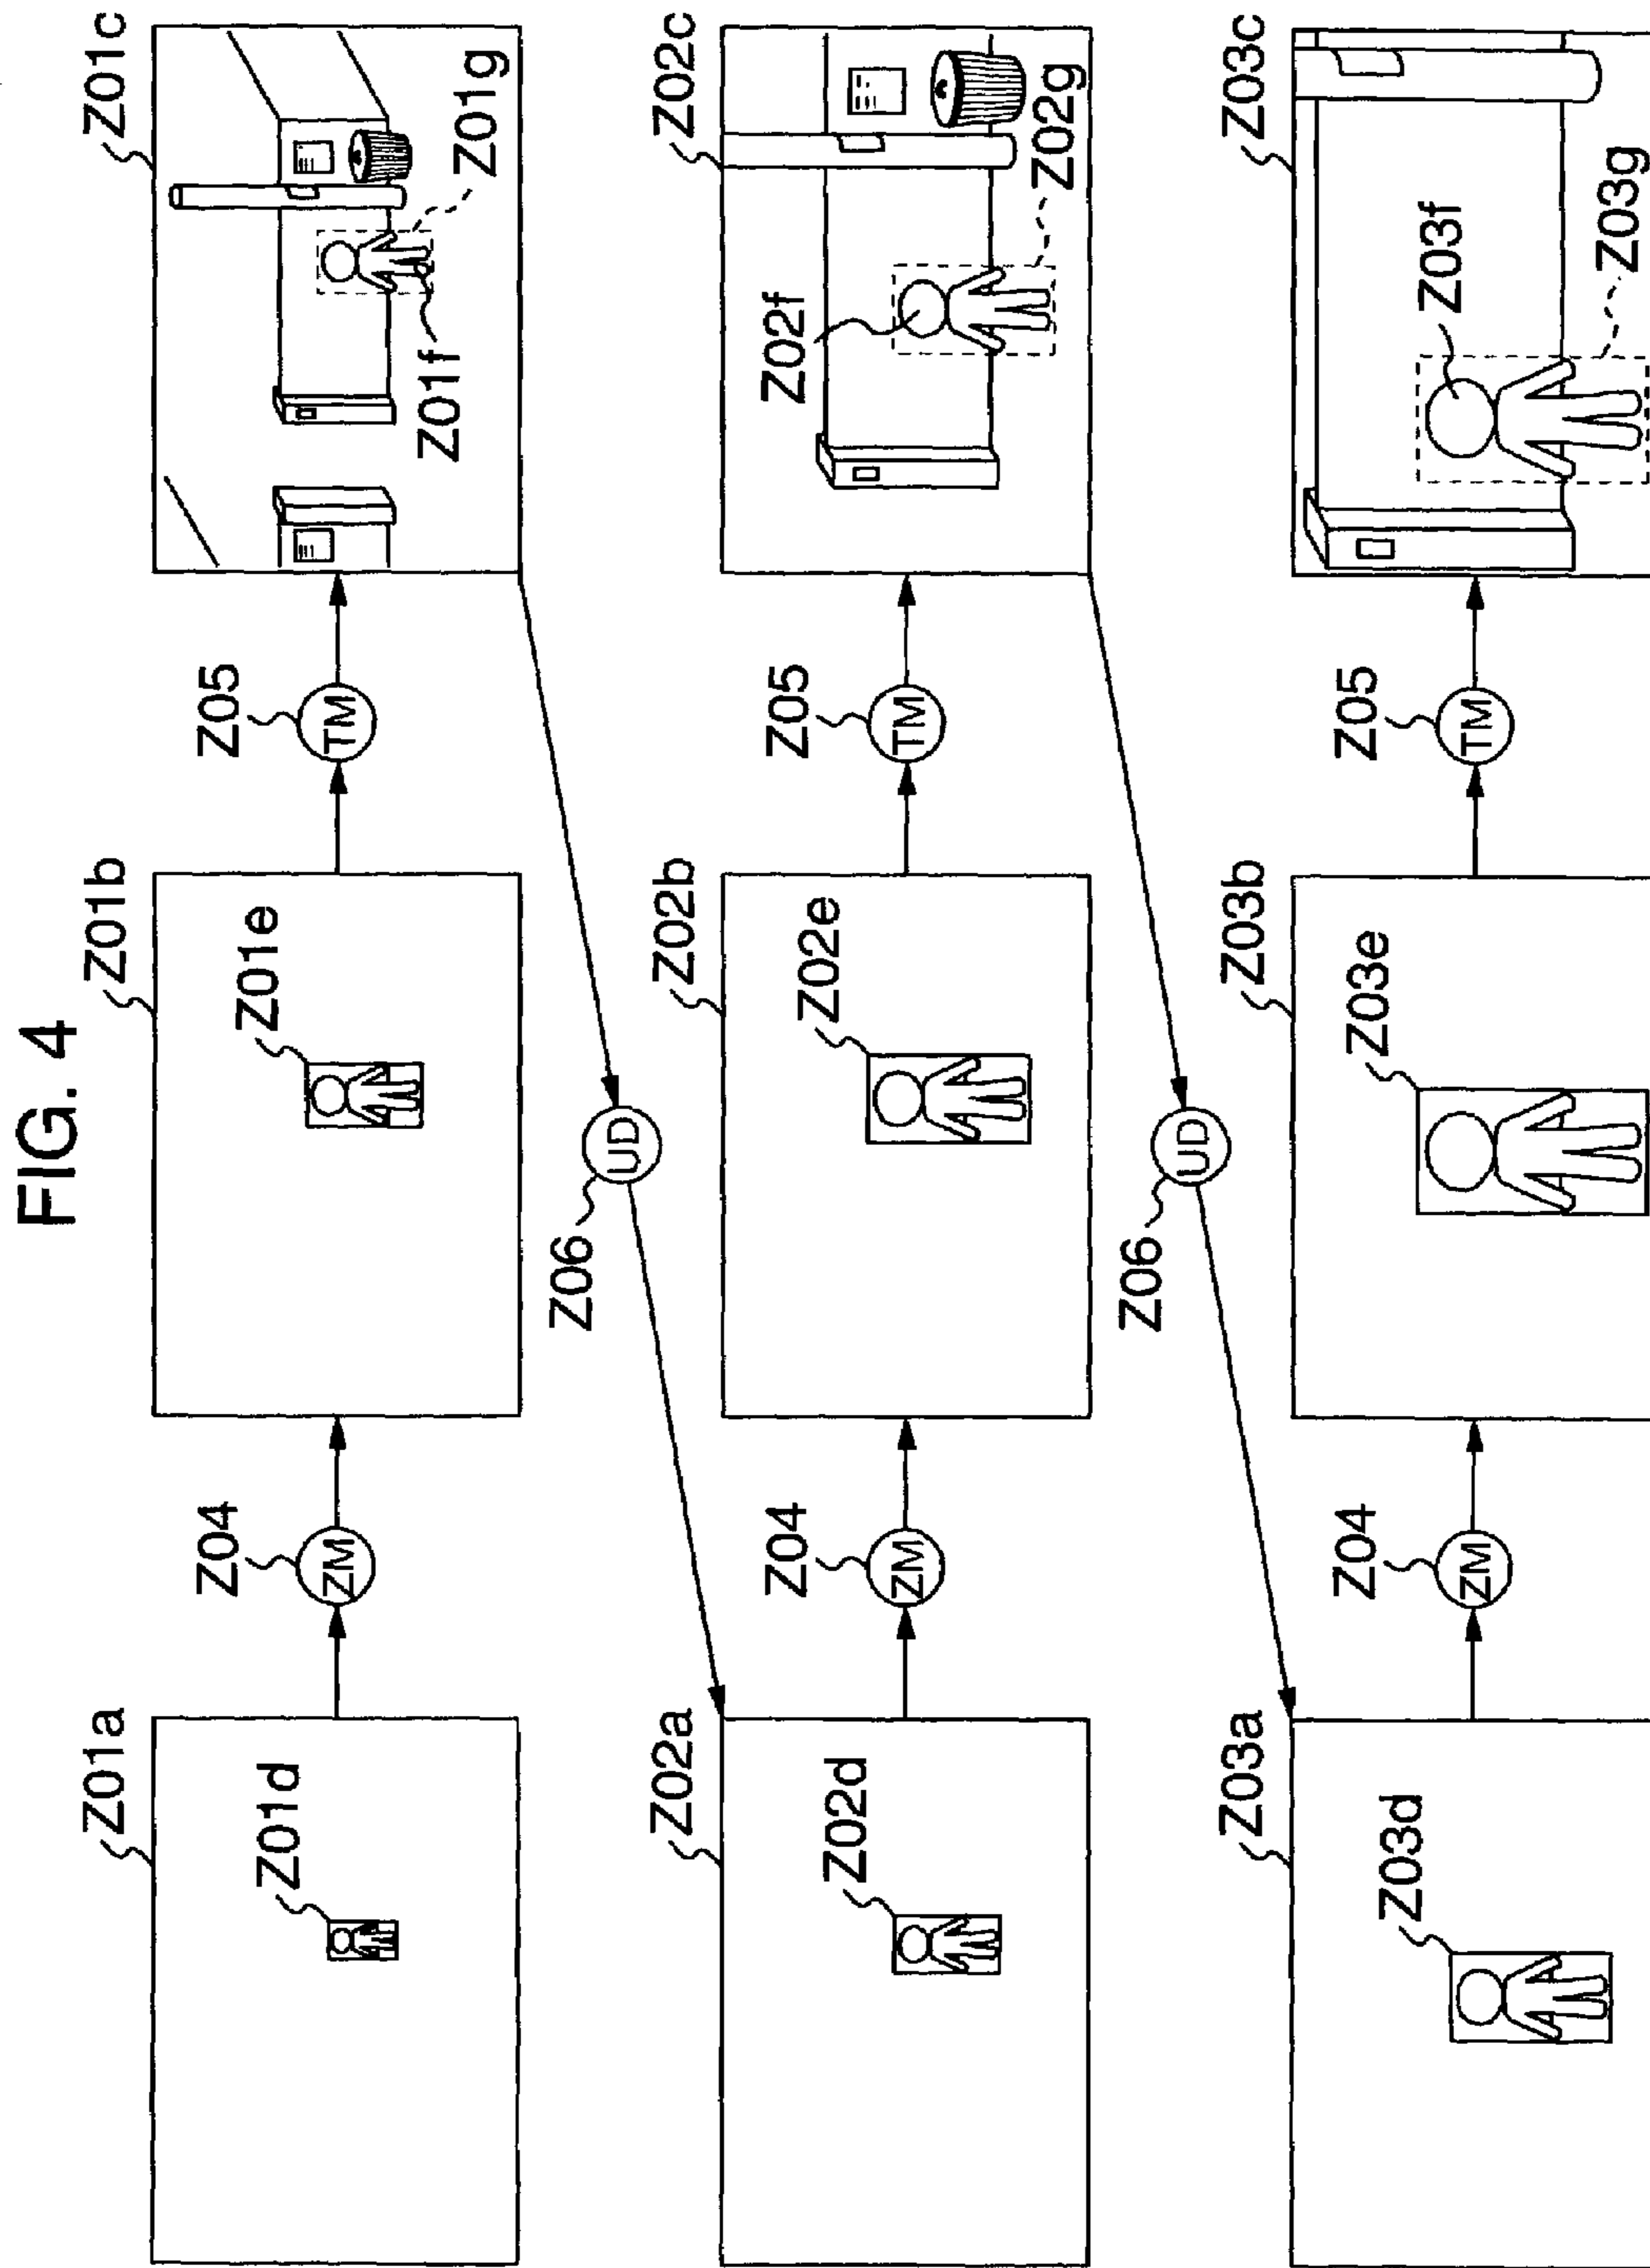 FIG. 4
Z01a
Z01b
Z01c
Z01d
Z04
ZM
Z01e
Z05
TM
Z01f
Z01g
Z06
UD
Z02a
Z02b
Z02c
Z02d
Z04
ZM
Z02e
Z05
TM
Z02f
Z02g
Z06
UD
Z03a
Z03b
Z03c
Z03d
Z04
ZM
Z03e
Z05
TM
Z03f
Z03g